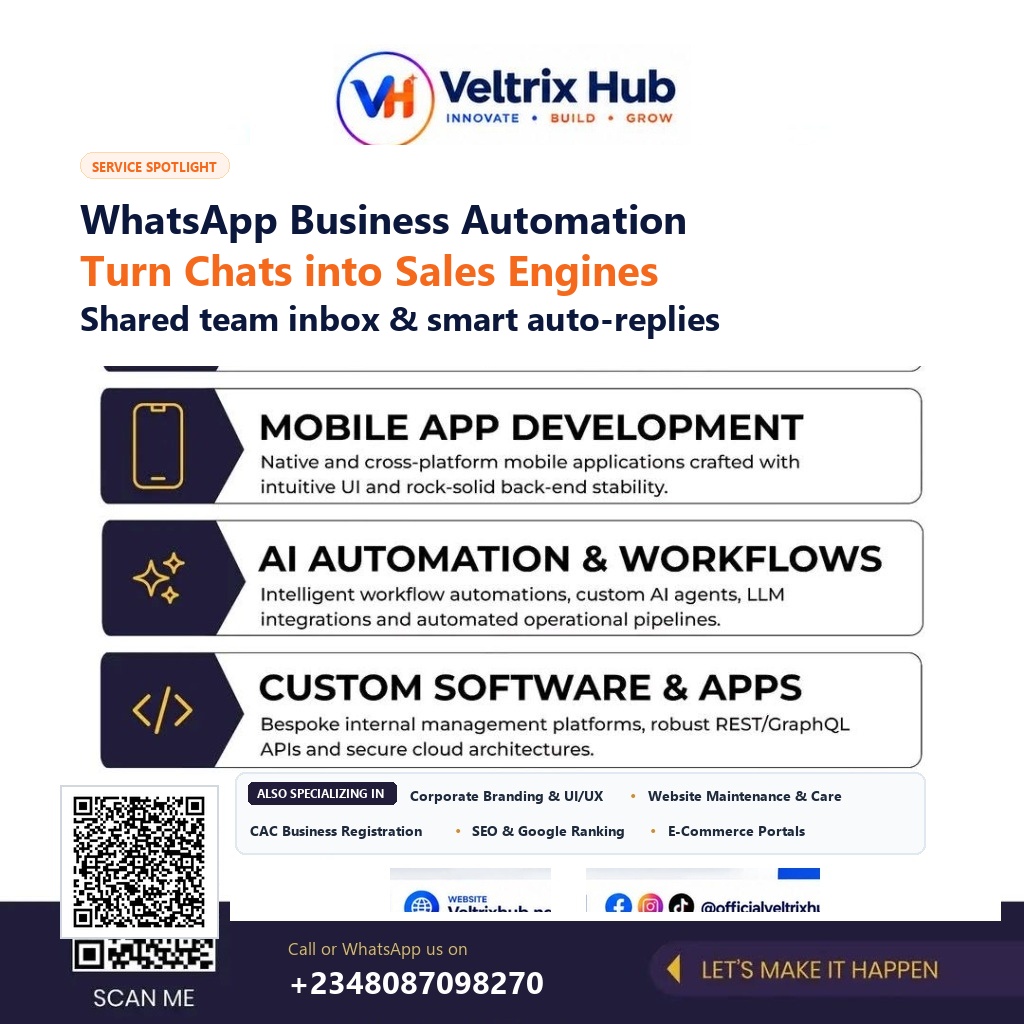 VH Veltrix Hub
INNOVATE • BUILD • GROW
SERVICE SPOTLIGHT
WhatsApp Business Automation
Turn Chats into Sales Engines
Shared team inbox & smart auto-replies
MOBILE APP DEVELOPMENT
Native and cross-platform mobile applications crafted with
intuitive UI and rock-solid back-end stability.
AI AUTOMATION & WORKFLOWS
Intelligent workflow automations, custom AI agents, LLM
integrations and automated operational pipelines.
</> CUSTOM SOFTWARE & APPS
Bespoke internal management platforms, robust REST/GraphQL
APIs and secure cloud architectures.
ALSO SPECIALIZING IN Corporate Branding & UI/UX • Website Maintenance & Care
CAC Business Registration • SEO & Google Ranking • E-Commerce Portals
WEBSITE
Call or WhatsApp us on
+2348087098270
LET'S MAKE IT HAPPEN
SCAN ME